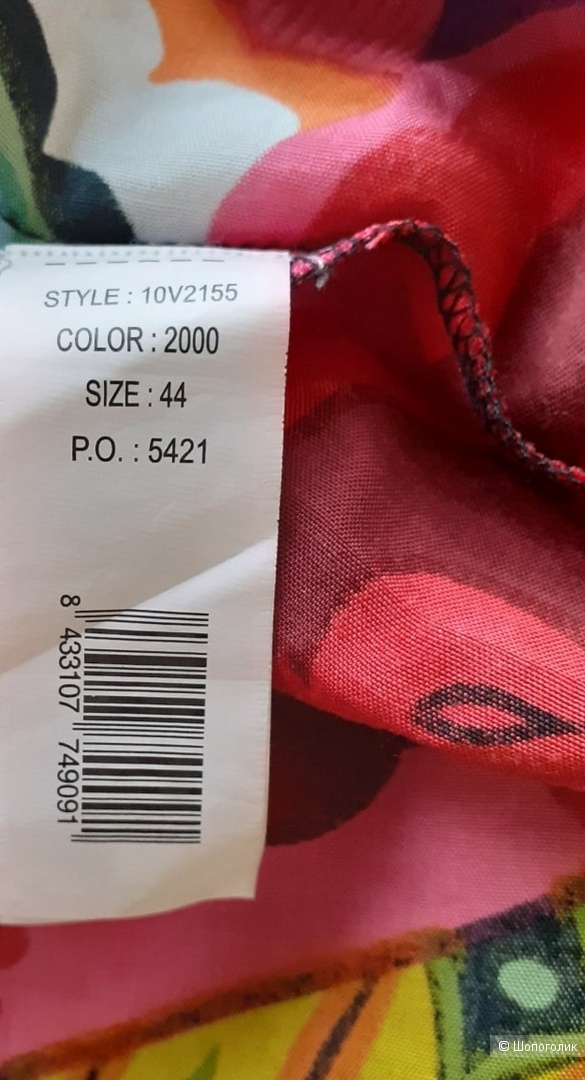 STYLE : 10V2155
COLOR : 2000
SIZE : 44
P.O. : 5421
8 433107 749091
© Шопоголик